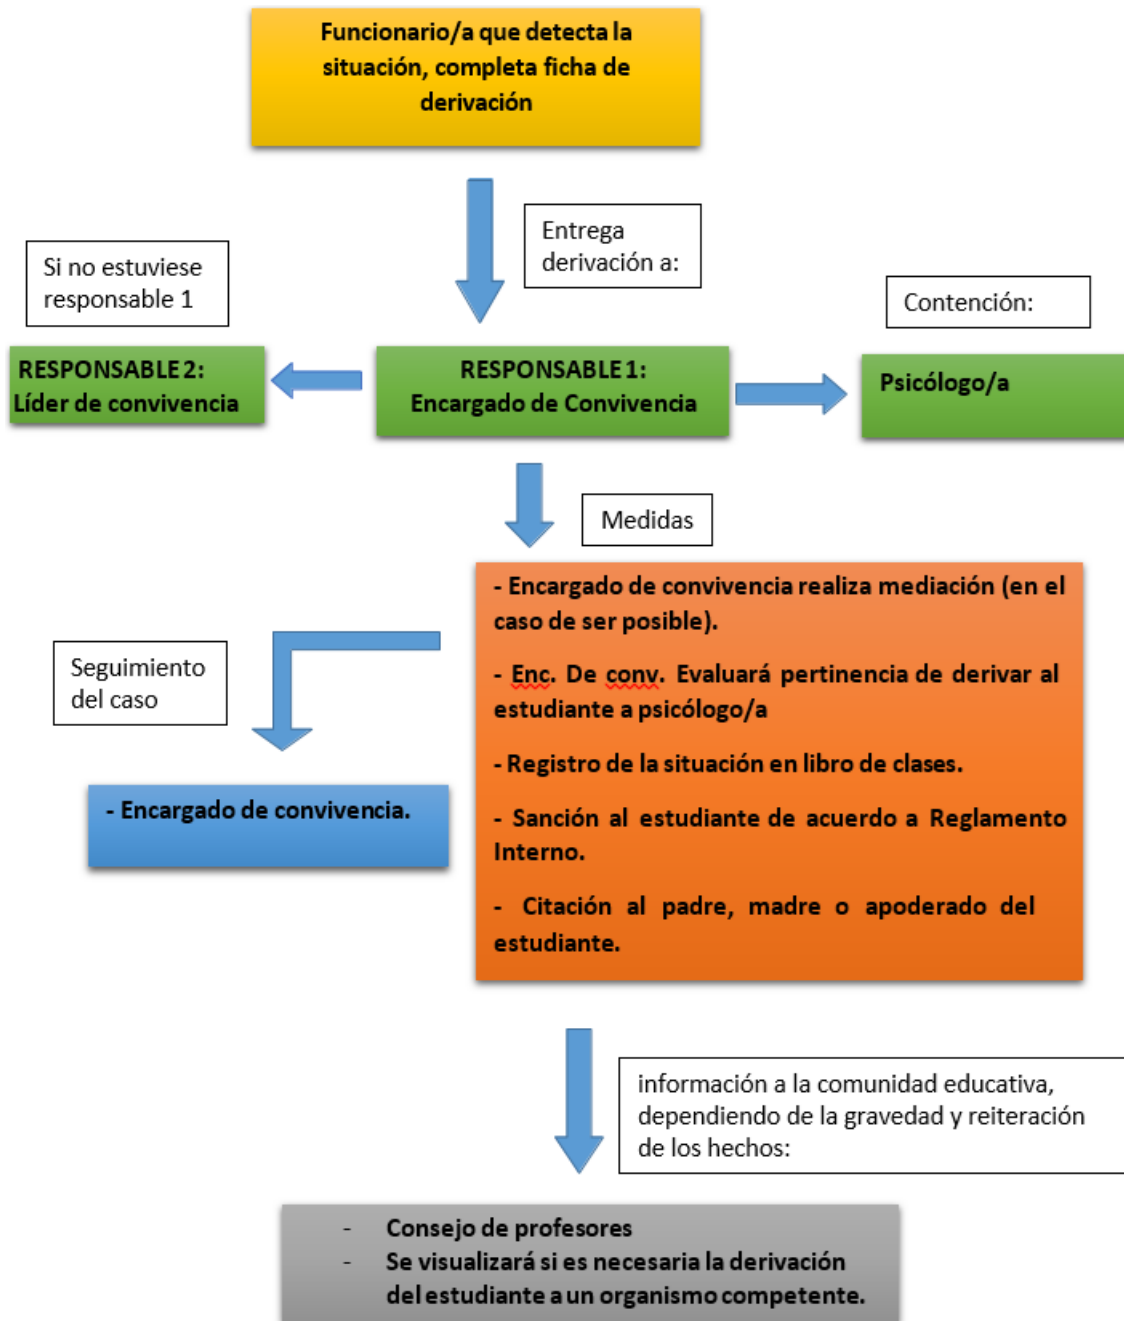 Funcionario/a que detecta la
situación, completa ficha de
derivación
Entrega
derivación a:
Si no estuviese
responsable 1
Contención:
RESPONSABLE 2:
Líder de convivencia
RESPONSABLE 1:
Encargado de Convivencia
Psicólogo/a
Medidas
- Encargado de convivencia realiza mediación (en el
caso de ser posible).
- Enc. De conv. Evaluará pertinencia de derivar al
estudiante a psicólogo/a
- Registro de la situación en libro de clases.
- Sanción al estudiante de acuerdo a Reglamento
Interno.
- Citación al padre, madre o apoderado del
estudiante.
Seguimiento
del caso
- Encargado de convivencia.
información a la comunidad educativa,
dependiendo de la gravedad y reiteración
de los hechos:
- Consejo de profesores
- Se visualizará si es necesaria la derivación
del estudiante a un organismo competente.